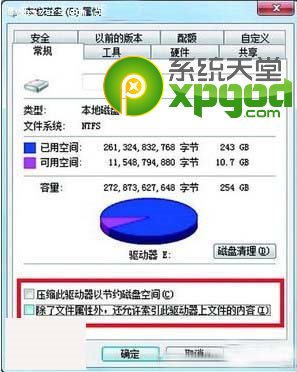 本地磁盘 (E:) 属性
安全 以前的版本 配额 自定义
常规 工具 硬件 共享
系统天堂
xpgod
类型: 本地磁盘
文件系统: NTFS
已用空间: 261,324,832,768 字节 243 GB
可用空间: 11,548,794,880 字节 10.7 GB
容量: 272,873,627,648 字节 254 GB
驱动器 E: 磁盘清理(D)
压缩此驱动器以节约磁盘空间(C)
除了文件属性外，还允许索引此驱动器上文件的内容(I)
确定 取消